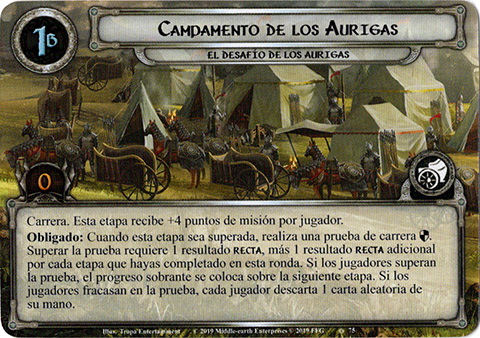 1B
CAMPAMENTO DE LOS AURIGAS
EL DESAFÍO DE LOS AURIGAS
0
Carrera. Esta etapa recibe +4 puntos de misión por jugador.
Obligado: Cuando esta etapa sea superada, realiza una prueba de carrera.
Superar la prueba requiere 1 resultado RECTA, más 1 resultado RECTA adicional
por cada etapa que hayas completado en esta ronda. Si los jugadores superan
la prueba, el progreso sobrante se coloca sobre la siguiente etapa. Si los
jugadores fracasan en la prueba, cada jugador descarta 1 carta aleatoria de
su mano.
Illus. Trupa Entertainment © 2019 Middle-earth Enterprises © 2019 FFG 75